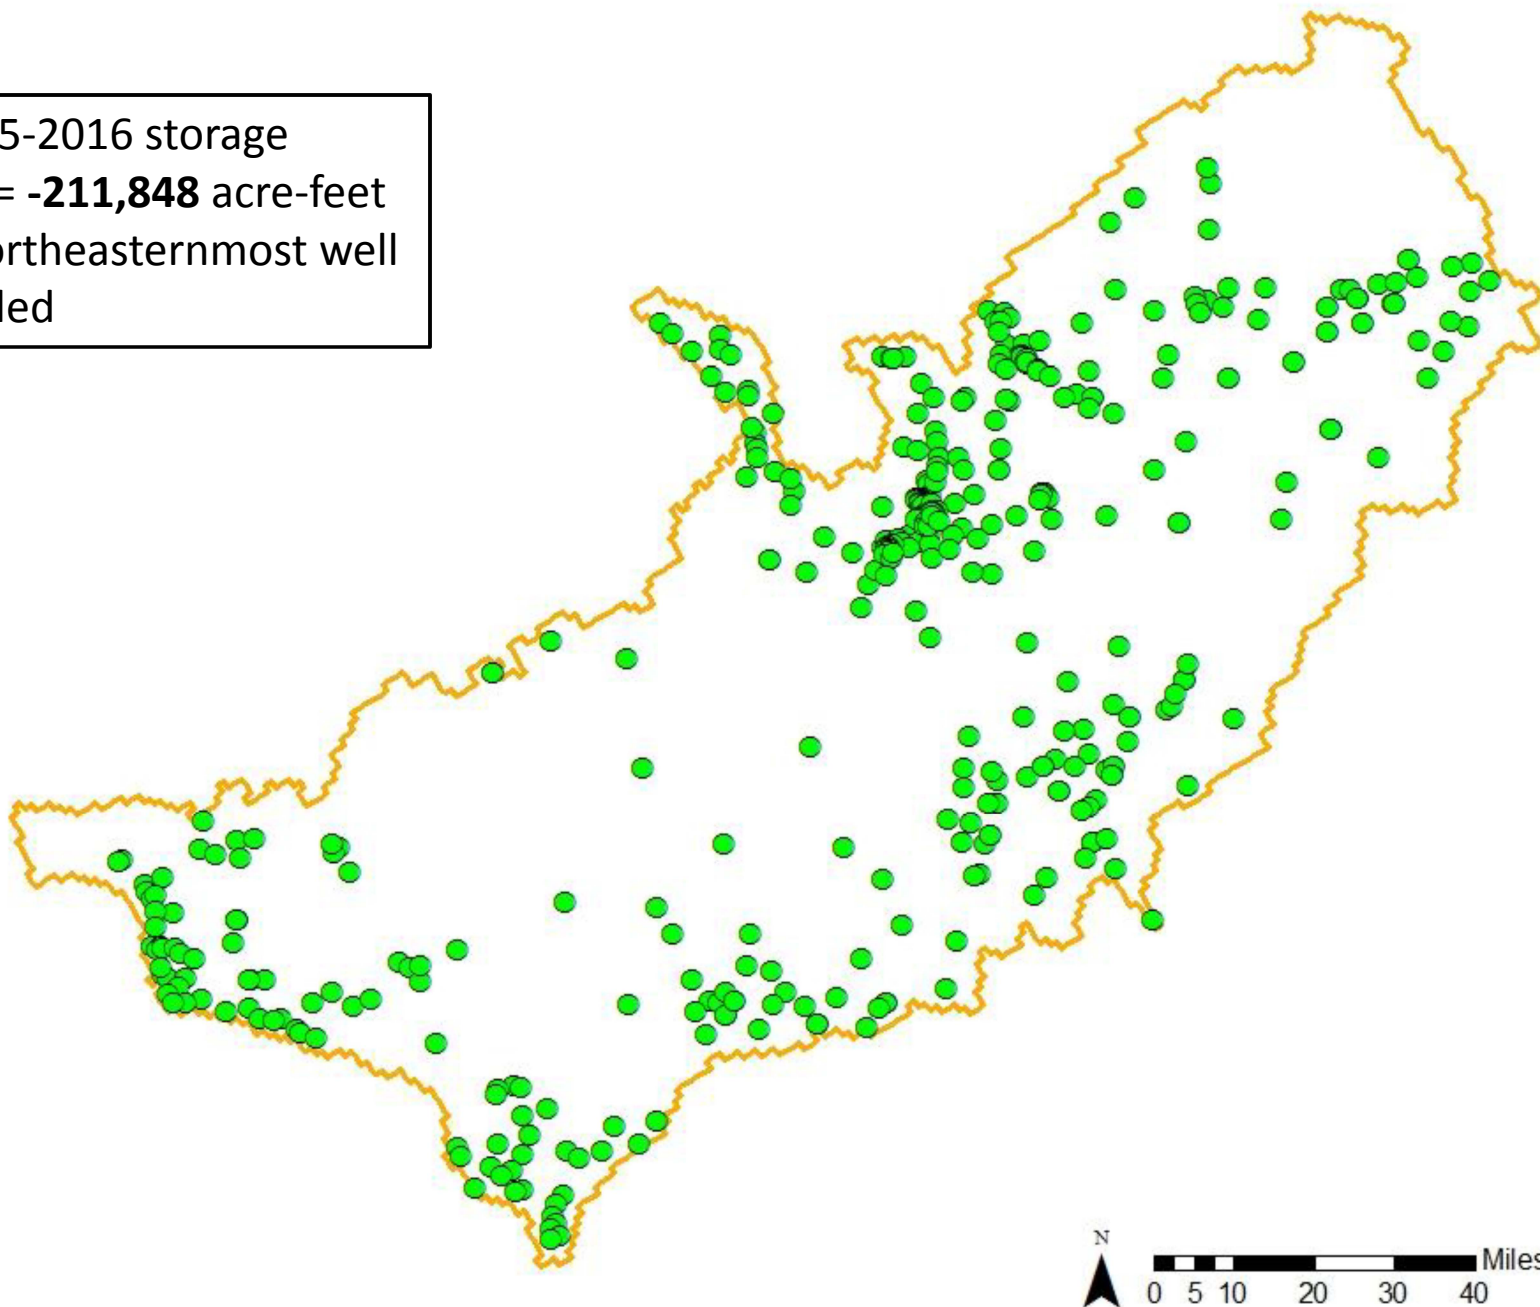 5-2016 storage
= -211,848 acre-feet
ortheasternmost well
led
N
Miles
0 5 10 20 30 40